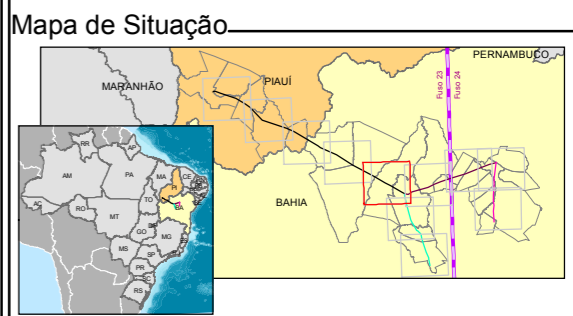 Mapa de Situação
PERNAMBUCO
MARANHÃO
PIAUÍ
Fuso 23
Fuso 24
BAHIA
RR
AP
AM
PA
MA
CE
PI
AC
RO
TO
BA
MT
GO
MG
MS
SP
PR
SC
RS